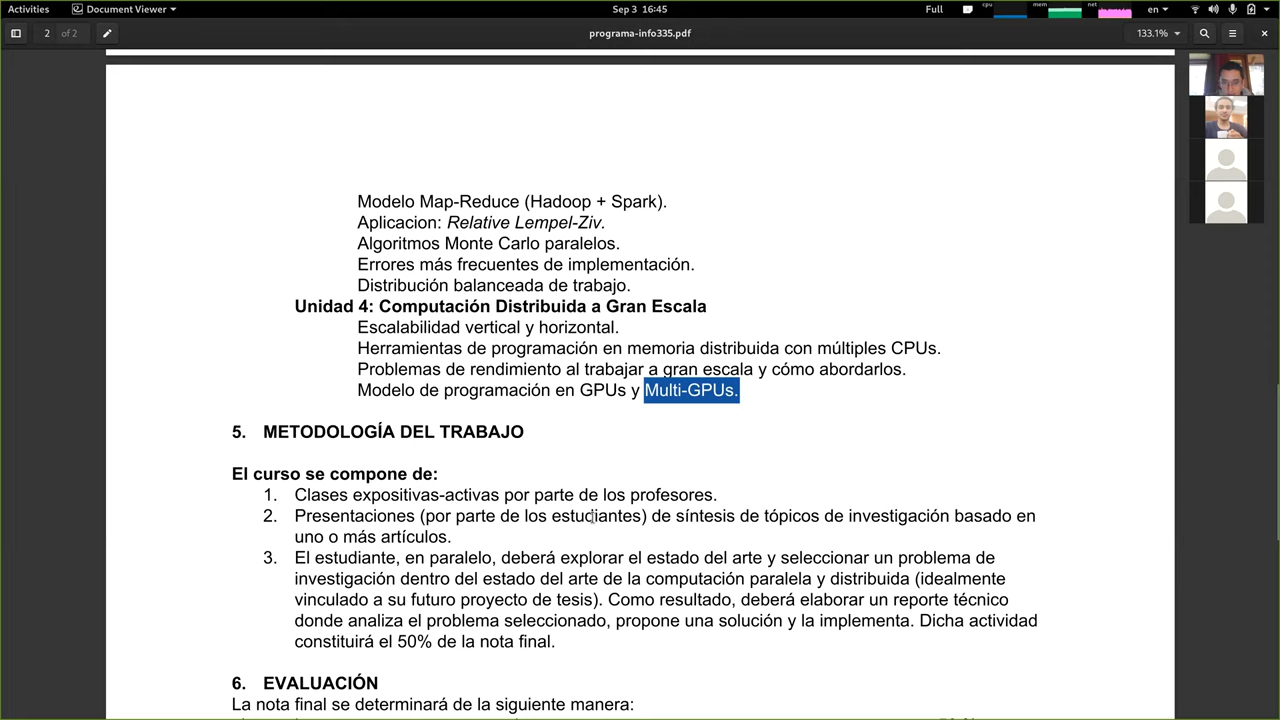 Activities
Document Viewer
Sep 3 16:45
Full
cpu
mem
net
en
2 of 2
programa-info335.pdf
133.1%
Modelo Map-Reduce (Hadoop + Spark).
Aplicacion: Relative Lempel-Ziv.
Algoritmos Monte Carlo paralelos.
Errores más frecuentes de implementación.
Distribución balanceada de trabajo.
Unidad 4: Computación Distribuida a Gran Escala
Escalabilidad vertical y horizontal.
Herramientas de programación en memoria distribuida con múltiples CPUs.
Problemas de rendimiento al trabajar a gran escala y cómo abordarlos.
Modelo de programación en GPUs y Multi-GPUs.
5. METODOLOGÍA DEL TRABAJO
El curso se compone de:
1. Clases expositivas-activas por parte de los profesores.
2. Presentaciones (por parte de los estudiantes) de síntesis de tópicos de investigación basado en
uno o más artículos.
3. El estudiante, en paralelo, deberá explorar el estado del arte y seleccionar un problema de
investigación dentro del estado del arte de la computación paralela y distribuida (idealmente
vinculado a su futuro proyecto de tesis). Como resultado, deberá elaborar un reporte técnico
donde analiza el problema seleccionado, propone una solución y la implementa. Dicha actividad
constituirá el 50% de la nota final.
6. EVALUACIÓN
La nota final se determinará de la siguiente manera: